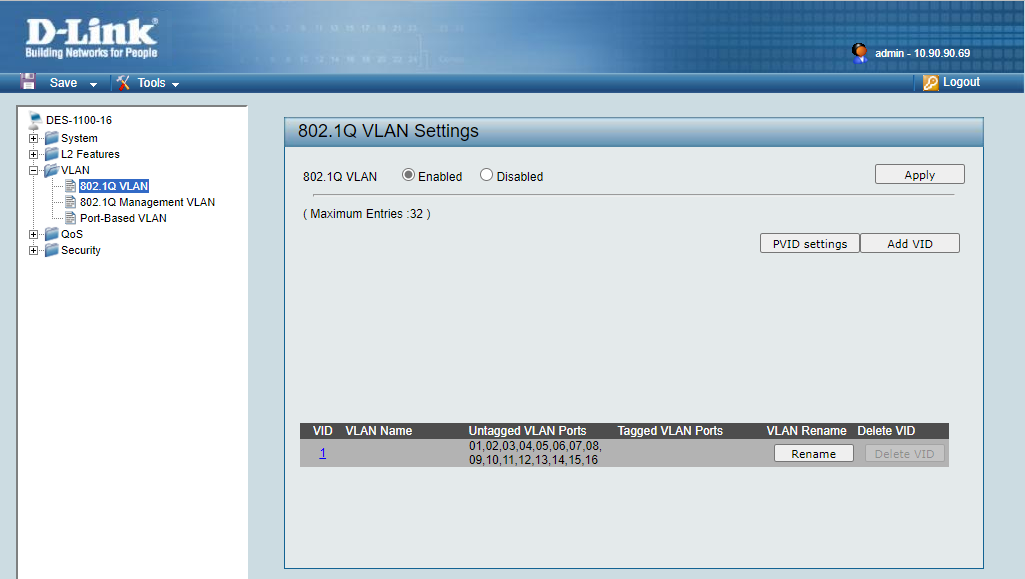 D-Link®
Building Networks for People
admin - 10.90.90.69
Save Tools Logout
DES-1100-16
System
L2 Features
VLAN
802.1Q VLAN
802.1Q Management VLAN
Port-Based VLAN
QoS
Security
802.1Q VLAN Settings
802.1Q VLAN Enabled Disabled Apply
( Maximum Entries :32 )
PVID settings Add VID
VID VLAN Name Untagged VLAN Ports Tagged VLAN Ports VLAN Rename Delete VID
1 01,02,03,04,05,06,07,08, Rename Delete VID
09,10,11,12,13,14,15,16